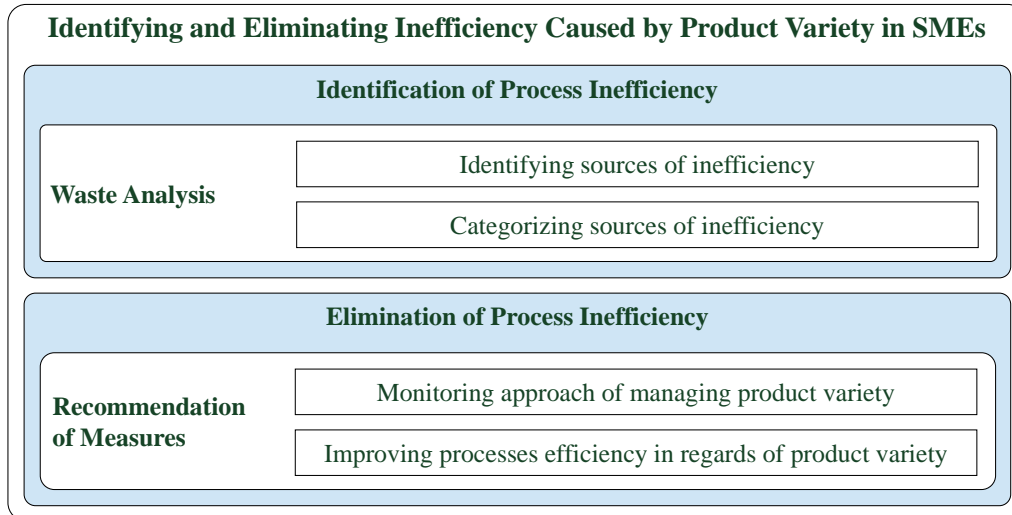 Identifying and Eliminating Inefficiency Caused by Product Variety in SMEs
Identification of Process Inefficiency
Waste Analysis
Identifying sources of inefficiency
Categorizing sources of inefficiency
Elimination of Process Inefficiency
Recommendation
of Measures
Monitoring approach of managing product variety
Improving processes efficiency in regards of product variety